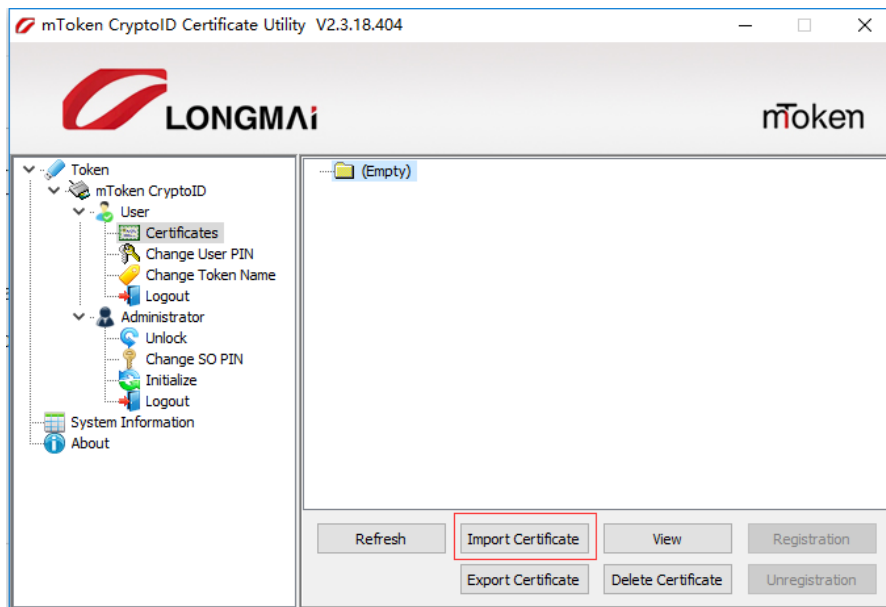 mToken CryptoID Certificate Utility V2.3.18.404
LONGMAi
mToken
Token
mToken CryptoID
User
Certificates
Change User PIN
Change Token Name
Logout
Administrator
Unlock
Change SO PIN
Initialize
Logout
System Information
About
(Empty)
Refresh
Import Certificate
View
Registration
Export Certificate
Delete Certificate
Unregistration